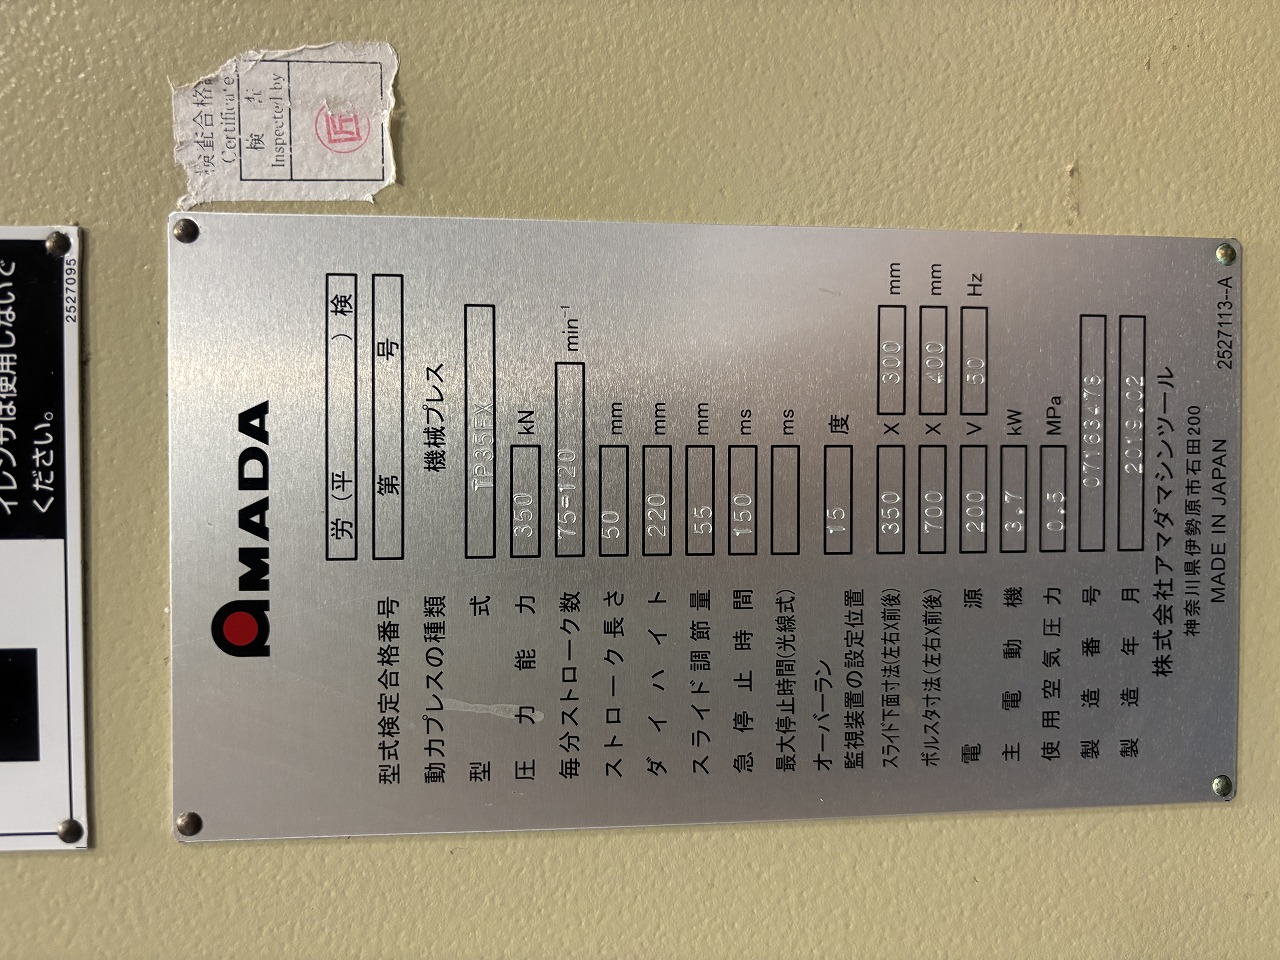 検査合格
Certificate
検 査
Inspected by
匠
イレンサは使用しないで
ください。
2527095
AMADA
型式検定合格番号 労(平 )検
第 号
動力プレスの種類 機械プレス
型 式 TP35FX
圧 力 能 力 350 kN
毎分ストローク数 75=120 min⁻¹
ストローク長さ 50 mm
ダイハイト 220 mm
スライド調節量 55 mm
急停止時間 150 ms
最大停止時間(光線式) ms
オーバーラン
監視装置の設定位置 15 度
スライド下面寸法(左右X前後) 350 X 300 mm
ボルスタ寸法(左右X前後) 700 X 400 mm
電 源 200 V 50 Hz
主 電 動 機 3.7 kW
使用空気圧力 0.5 MPa
製 造 番 号 07163476
製 造 年 月 2019.02
株式会社アマダマシンツール
神奈川県伊勢原市石田200
MADE IN JAPAN 2527113--A